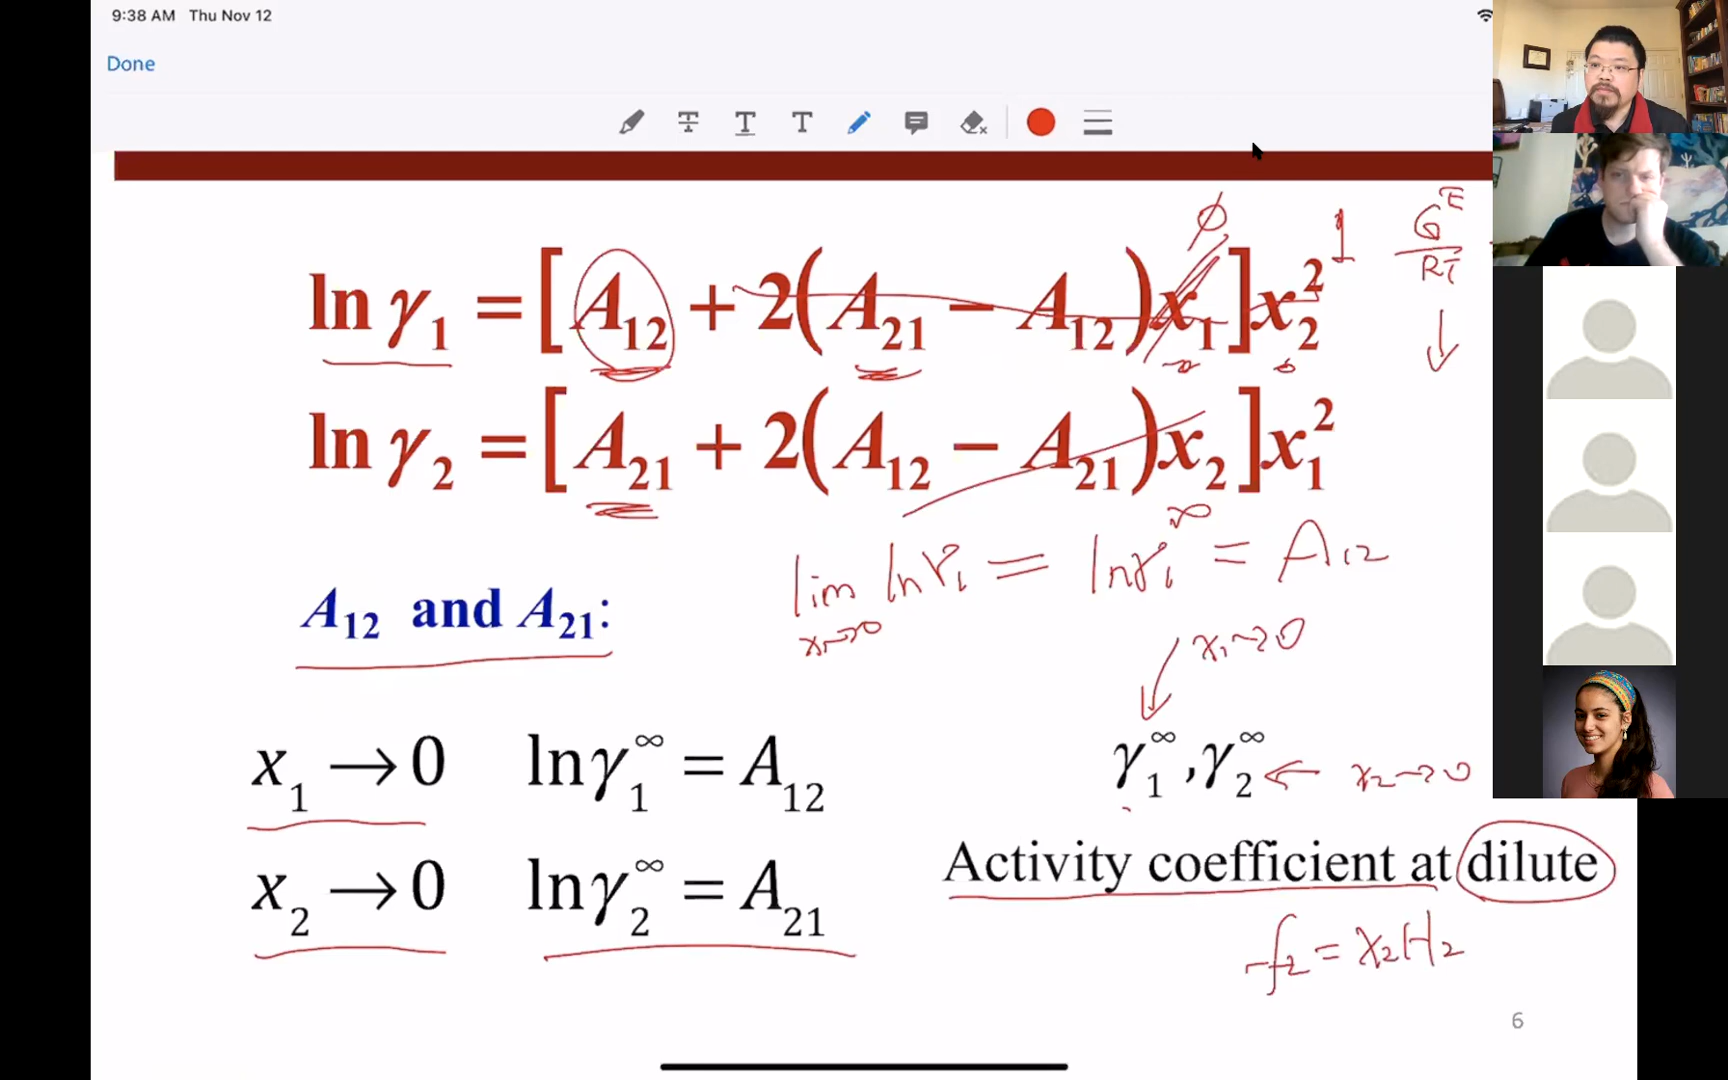 9:38 AM Thu Nov 12
Done
ln γ₁ = [A₁₂ + 2(A₂₁ − A₁₂)x₁]x₂²
∅
1
Gᴱ
RT
ln γ₂ = [A₂₁ + 2(A₁₂ − A₂₁)x₂]x₁²
lim ln γ₁ = ln γ₁^∞ = A₁₂
x₁→0
A₁₂ and A₂₁:
x₁→0
x₁ → 0 ln γ₁^∞ = A₁₂
γ₁^∞, γ₂^∞ ← x₂→0
x₂ → 0 ln γ₂^∞ = A₂₁
Activity coefficient at dilute
f₂ = x₂H₂
6